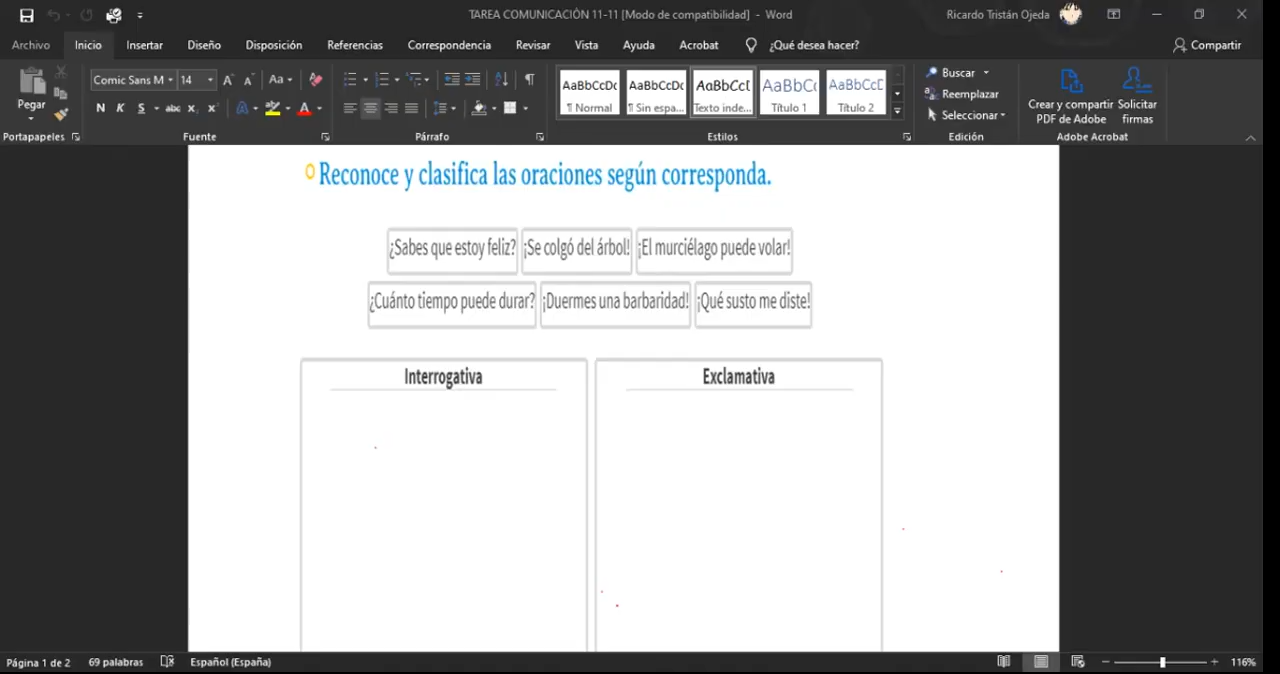 TAREA COMUNICACIÓN 11-11 [Modo de compatibilidad] - Word
Ricardo Tristán Ojeda
Archivo Inicio Insertar Diseño Disposición Referencias Correspondencia Revisar Vista Ayuda Acrobat ¿Qué desea hacer? Compartir
Pegar
Comic Sans M 14 A A Aa
N K S abc x x A A
Portapapeles
Fuente
Párrafo
AaBbCcDc AaBbCcDc AaBbCcI AaBbC( AaBbCcD
¶ Normal ¶ Sin espa... Texto inde... Título 1 Título 2
Estilos
Buscar
Reemplazar
Seleccionar
Edición
Crear y compartir PDF de Adobe
Solicitar firmas
Adobe Acrobat
Reconoce y clasifica las oraciones según corresponda.
¿Sabes que estoy feliz? ¡Se colgó del árbol! ¡El murciélago puede volar!
¿Cuánto tiempo puede durar? ¡Duermes una barbaridad! ¡Qué susto me diste!
Interrogativa Exclamativa
Página 1 de 2 69 palabras Español (España) 116%